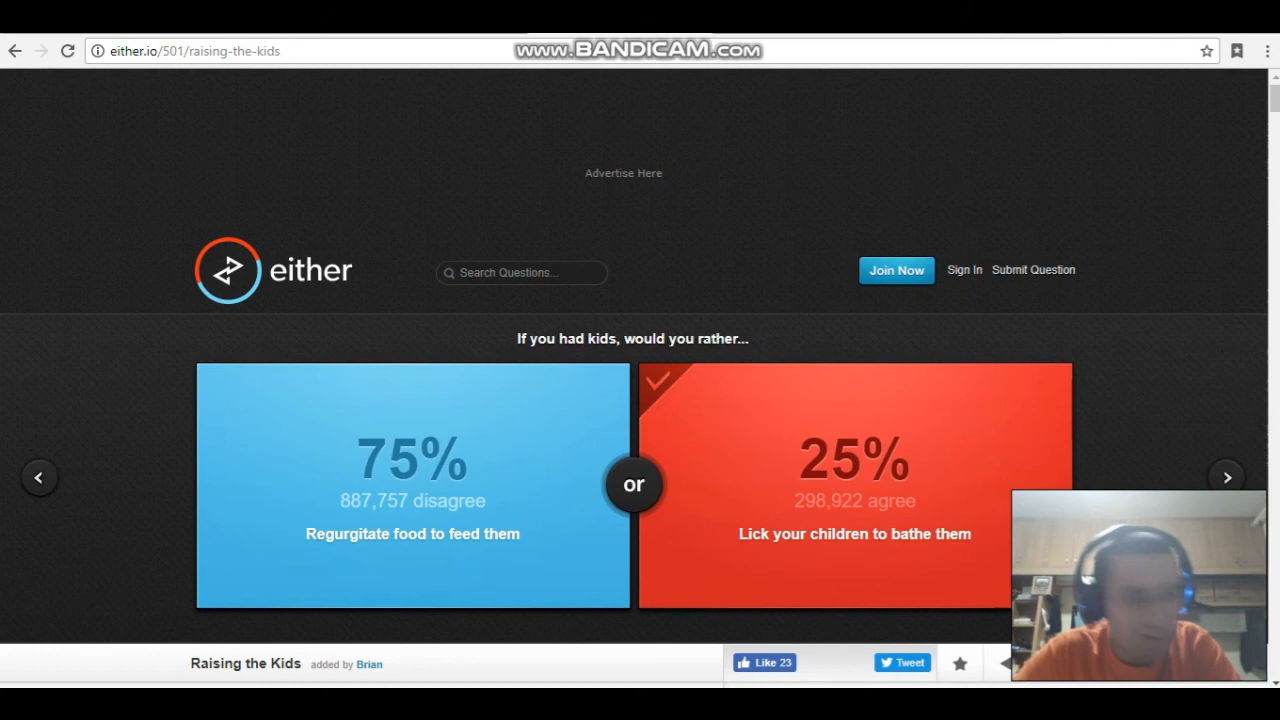 www.BANDICAM.com
either.io/501/raising-the-kids
Advertise Here
either
Search Questions...
Join Now
Sign In
Submit Question
If you had kids, would you rather...
75%
887,757 disagree
Regurgitate food to feed them
or
25%
298,922 agree
Lick your children to bathe them
Raising the Kids added by Brian
Like 23
Tweet